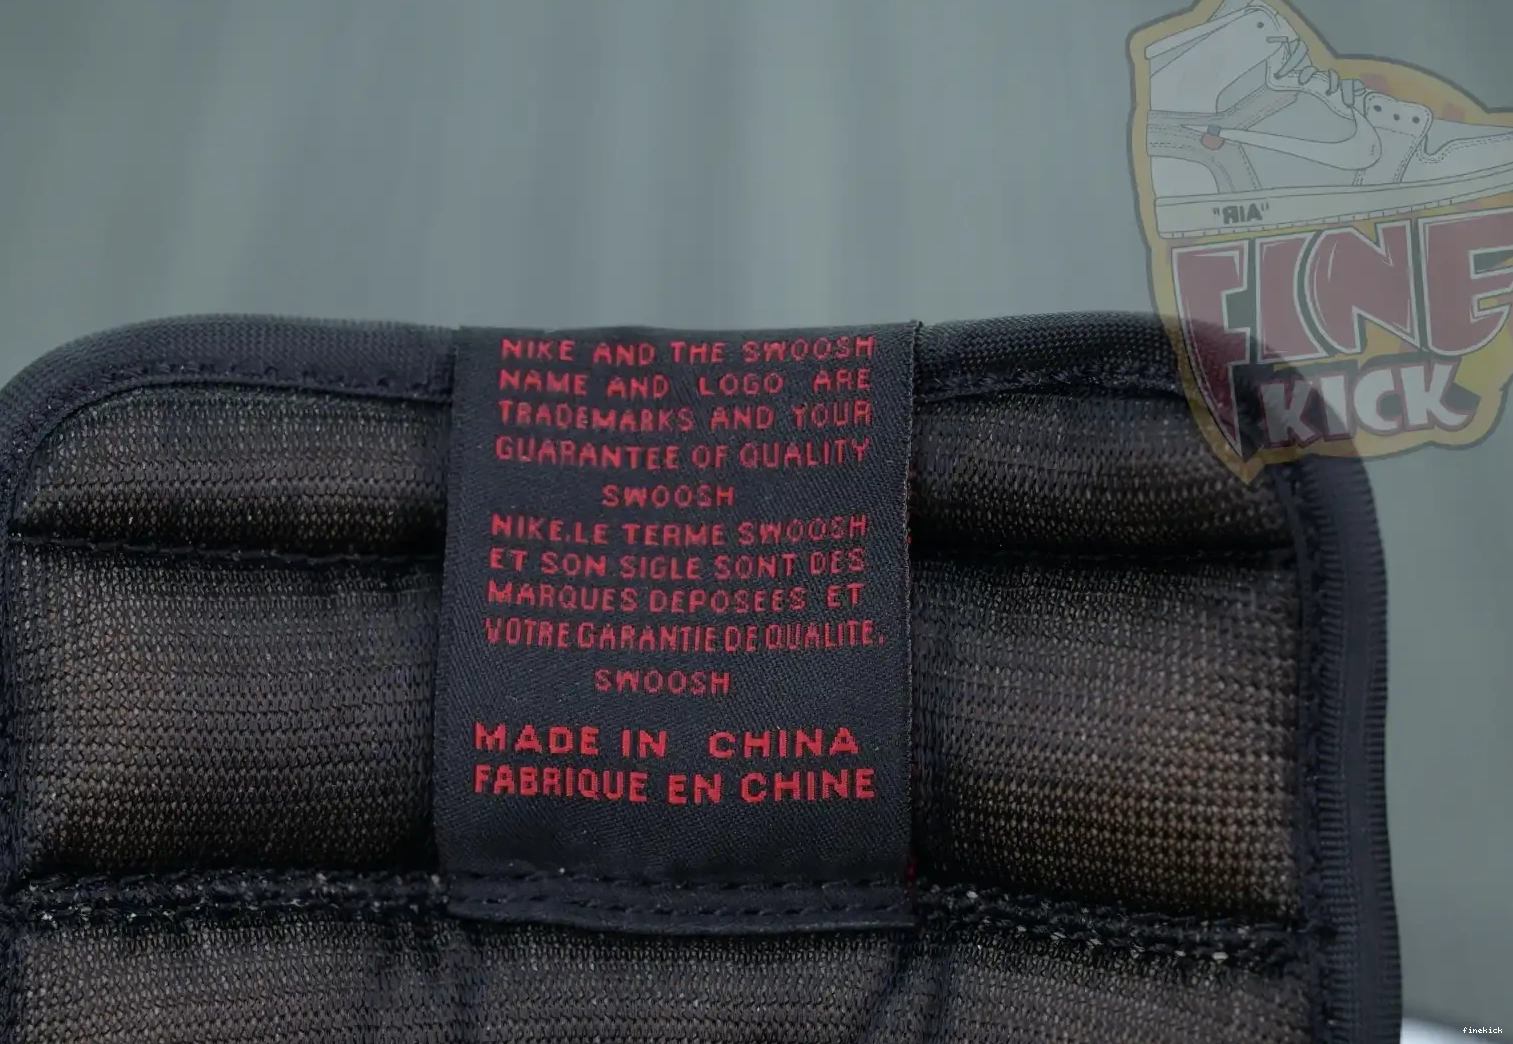 NIKE AND THE SWOOSH
NAME AND LOGO ARE
TRADEMARKS AND YOUR
GUARANTEE OF QUALITY
SWOOSH
NIKE.LE TERME SWOOSH
ET SON SIGLE SONT DES
MARQUES DEPOSEES ET
VOTRE GARANTIE DE QUALITE.
SWOOSH
MADE IN CHINA
FABRIQUE EN CHINE
"AIR"
FINE
KICK
finekick